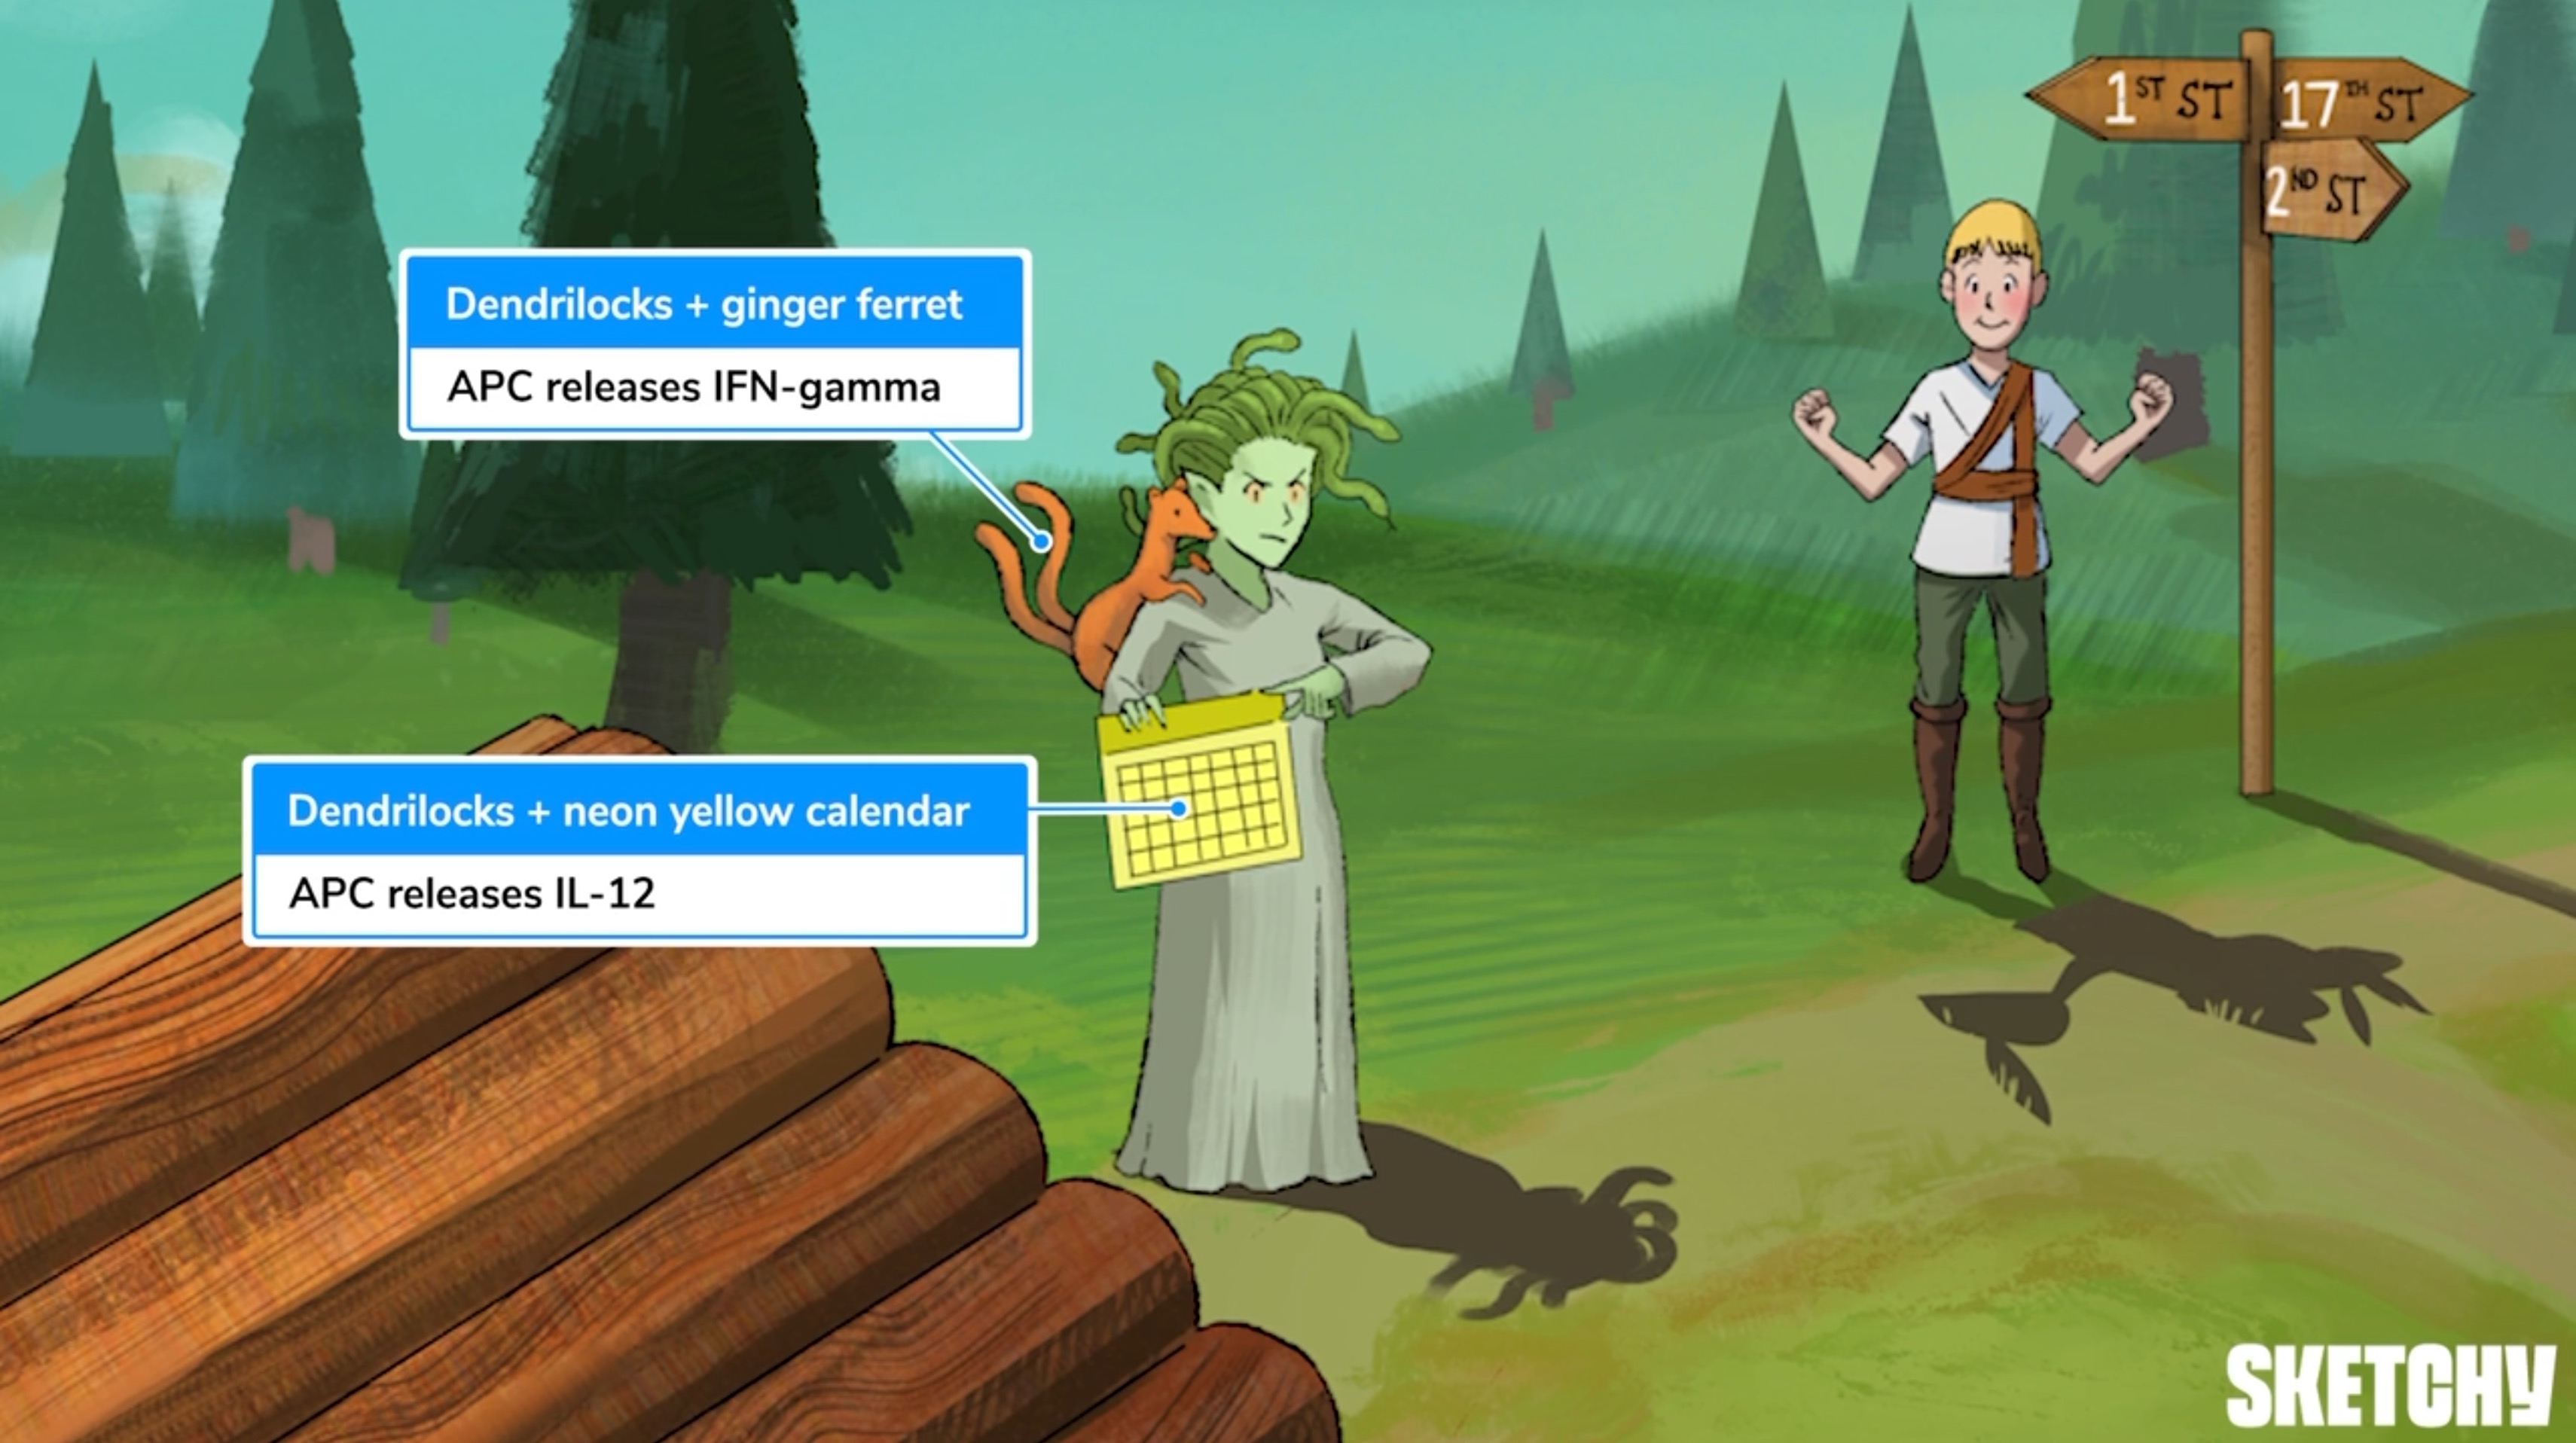 1ST ST
17TH ST
2ND ST
Dendrilocks + ginger ferret
APC releases IFN-gamma
Dendrilocks + neon yellow calendar
APC releases IL-12
SKETCHY